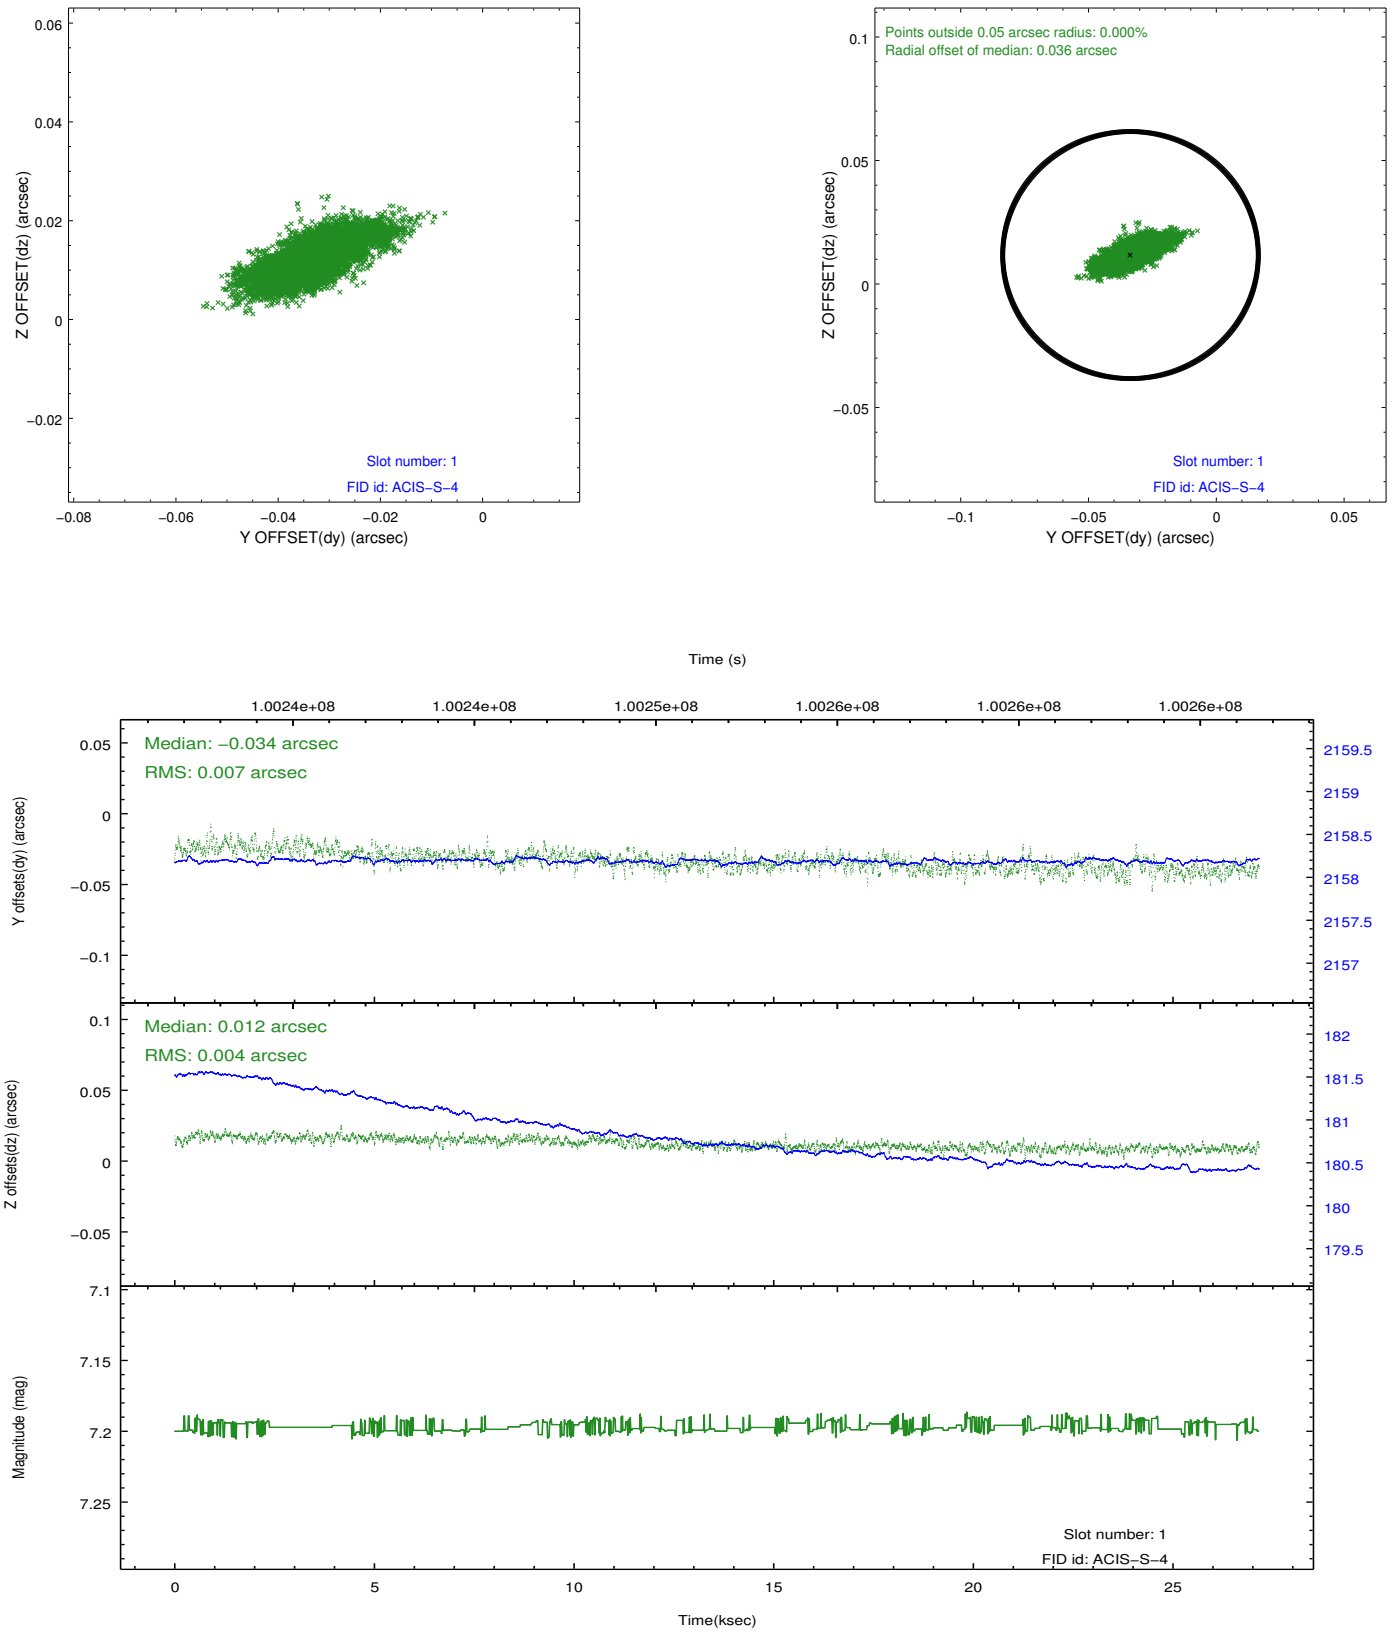 0.06
0.04
0.02
0
−0.02
Z OFFSET(dz) (arcsec)
Slot number: 1
FID id: ACIS−S−4
−0.08 −0.06 −0.04 −0.02 0
Y OFFSET(dy) (arcsec)
Points outside 0.05 arcsec radius: 0.000%
Radial offset of median: 0.036 arcsec
0.1
0.05
0
−0.05
Z OFFSET(dz) (arcsec)
Slot number: 1
FID id: ACIS−S−4
−0.1 −0.05 0 0.05
Y OFFSET(dy) (arcsec)
Time (s)
1.0024e+08 1.0024e+08 1.0025e+08 1.0026e+08 1.0026e+08 1.0026e+08
Median: −0.034 arcsec
RMS: 0.007 arcsec
0.05
0
−0.05
−0.1
Y offsets(dy) (arcsec)
2159.5
2159
2158.5
2158
2157.5
2157
Median: 0.012 arcsec
RMS: 0.004 arcsec
0.1
0.05
0
−0.05
Z offsets(dz) (arcsec)
182
181.5
181
180.5
180
179.5
7.1
7.15
7.2
7.25
Magnitude (mag)
Slot number: 1
FID id: ACIS−S−4
0 5 10 15 20 25
Time(ksec)